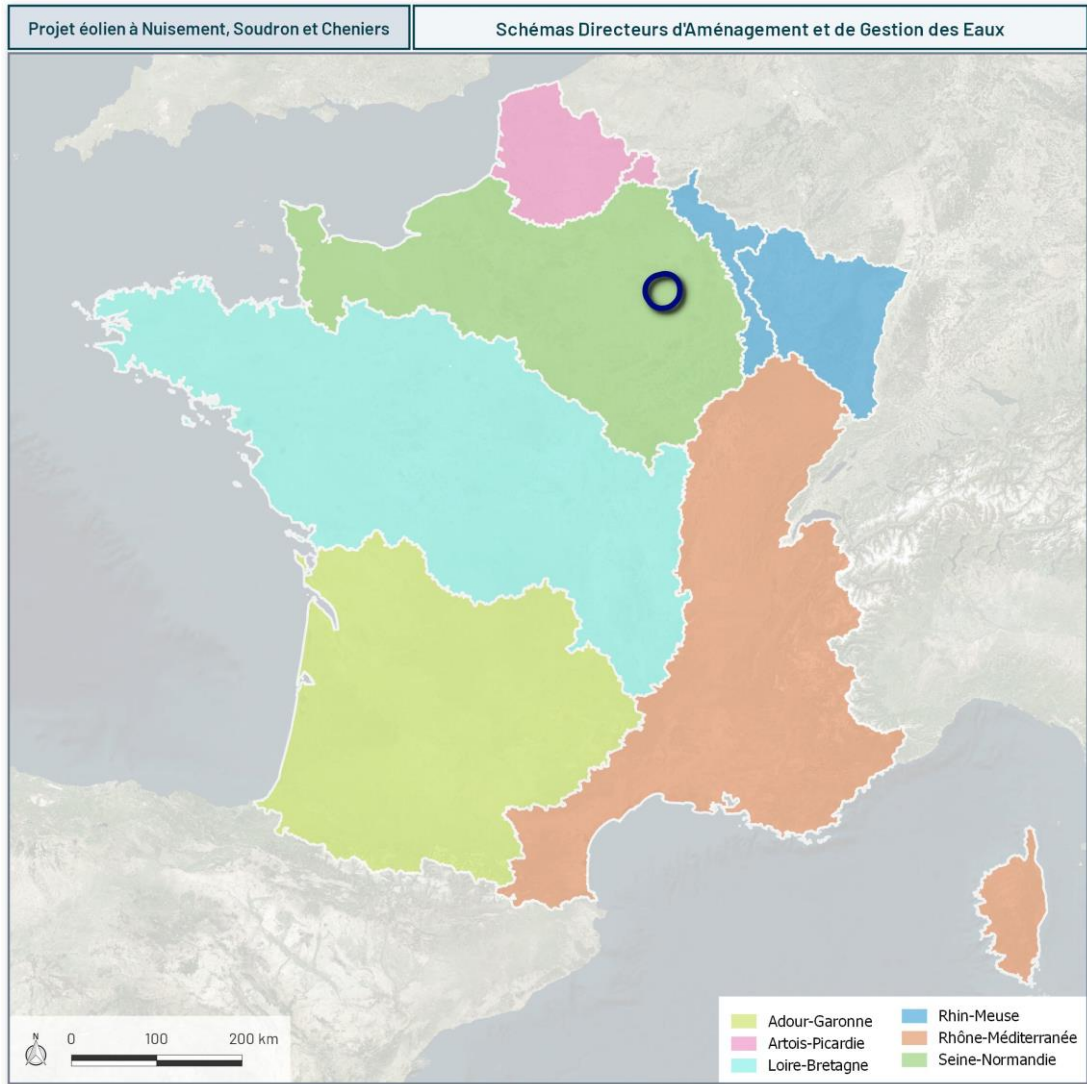 Projet éolien à Nuisement, Soudron et Cheniers
Schémas Directeurs d'Aménagement et de Gestion des Eaux
N
0 100 200 km
Adour-Garonne
Artois-Picardie
Loire-Bretagne
Rhin-Meuse
Rhône-Méditerranée
Seine-Normandie